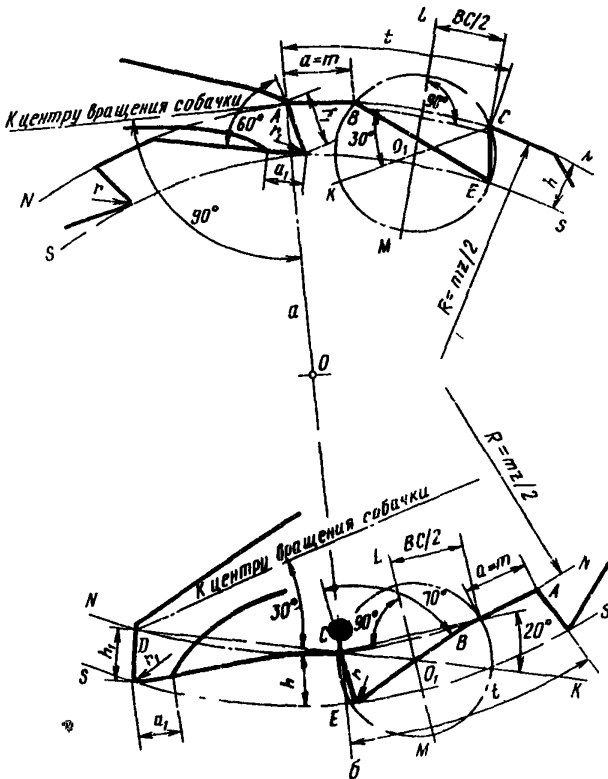 t
L
BC/2
a=m
К центру вращения собачки
A
B
90°
C
60°
30°
O₁
a₁
K
E
h
N
r
S
S
M
90°
R=mz/2
а
O
R=mz/2
К центру вращения собачки
L
BC/2
a=m
N
N
30°
C
90°
70°
A
S
D
B
20°
h₁
r₁
S
h
r
O₁
K
a₁
E
t
M
б